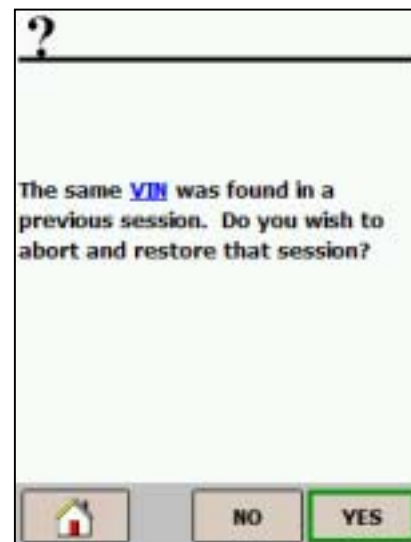 ?
The same VIN was found in a
previous session. Do you wish to
abort and restore that session?
NO
YES